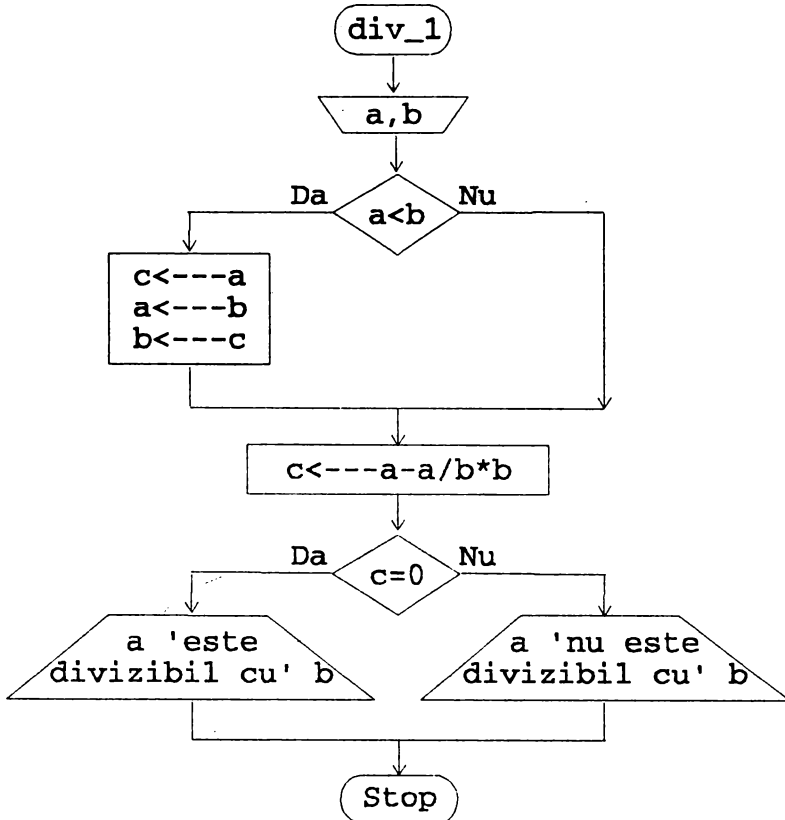 div_1
a,b
Da
a<b
Nu
c<---a
a<---b
b<---c
c<---a-a/b*b
Da
c=0
Nu
a 'este
divizibil cu' b
a 'nu este
divizibil cu' b
Stop